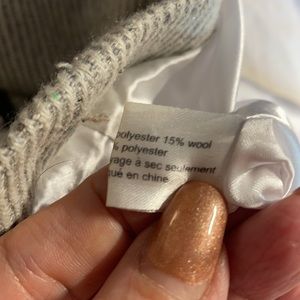 polyester 15% wool
% polyester
age à sec seulement
ué en chine